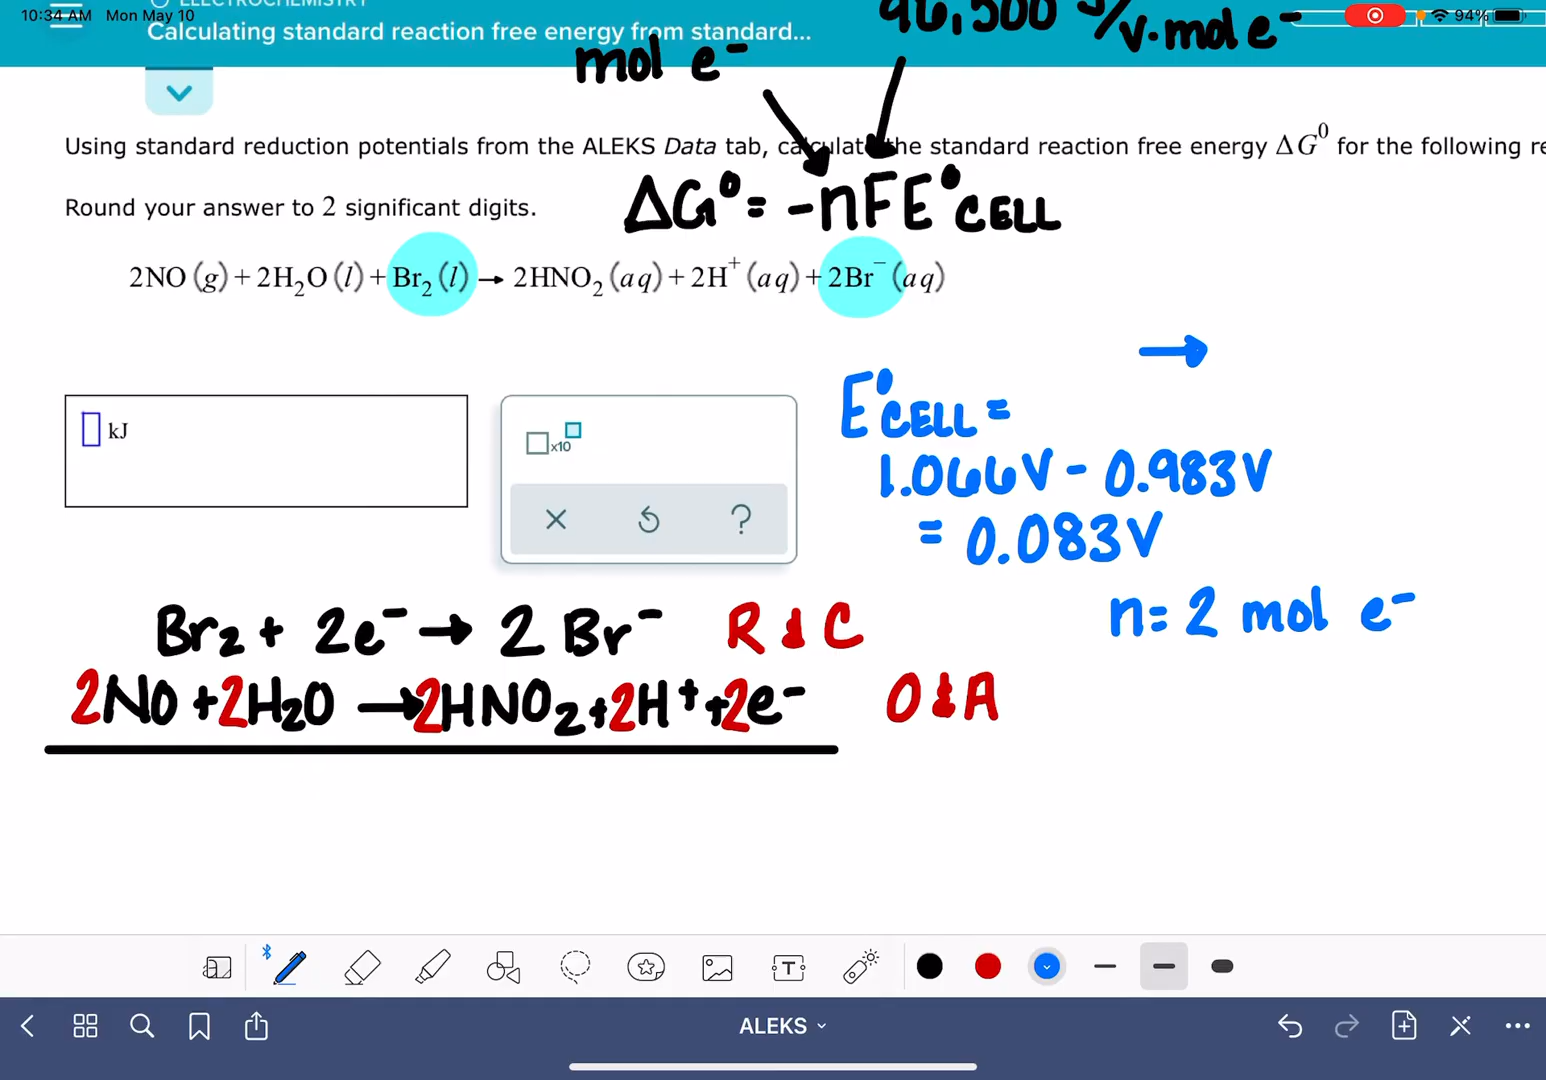 10:34 AM Mon May 10
94%
ELECTROCHEMISTRY
Calculating standard reaction free energy from standard...
96,500 J/V·mol e⁻
mol e⁻
Using standard reduction potentials from the ALEKS Data tab, calculate the standard reaction free energy ΔG⁰ for the following re
Round your answer to 2 significant digits.
ΔG° = -nFE°CELL
2NO (g) + 2H₂O (l) + Br₂ (l) → 2HNO₂ (aq) + 2H⁺ (aq) + 2Br⁻ (aq)
→
kJ
x10
E°CELL =
1.066V - 0.983V
= 0.083V
n = 2 mol e⁻
Br₂ + 2e⁻ → 2 Br⁻ R & C
2NO + 2H₂O → 2HNO₂ + 2H⁺ + 2e⁻ O & A
ALEKS